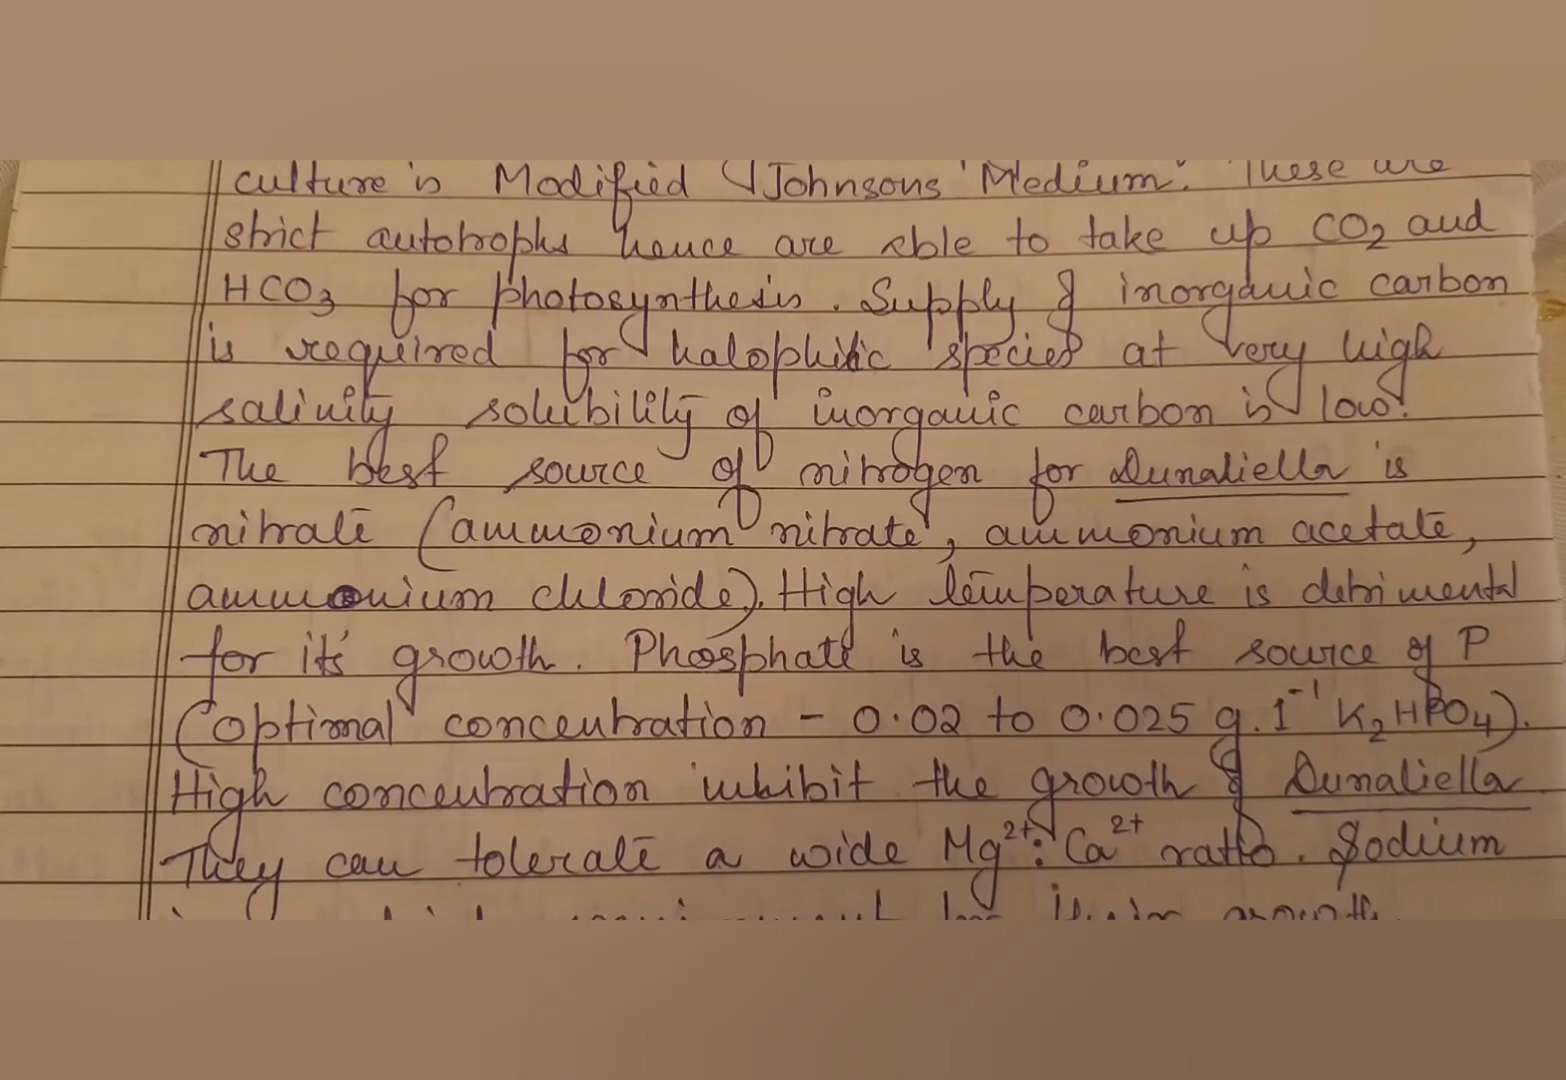 culture is Modified Johnsons Medium. These are
strict autotrophs hence are able to take up CO2 and
HCO3 for photosynthesis. Supply of inorganic carbon
is required for halophilic species at very high
salinity solubility of inorganic carbon is low.
The best source of nitrogen for Dunaliella is
nitrate (ammonium nitrate, ammonium acetate,
ammonium chloride). High temperature is detrimental
for it's growth. Phosphate is the best source of P
(optimal concentration - 0.02 to 0.025 g.1⁻¹ K2HPO4).
High concentration inhibit the growth of Dunaliella
They can tolerate a wide Mg²⁺:Ca²⁺ ratio. Sodium
growth